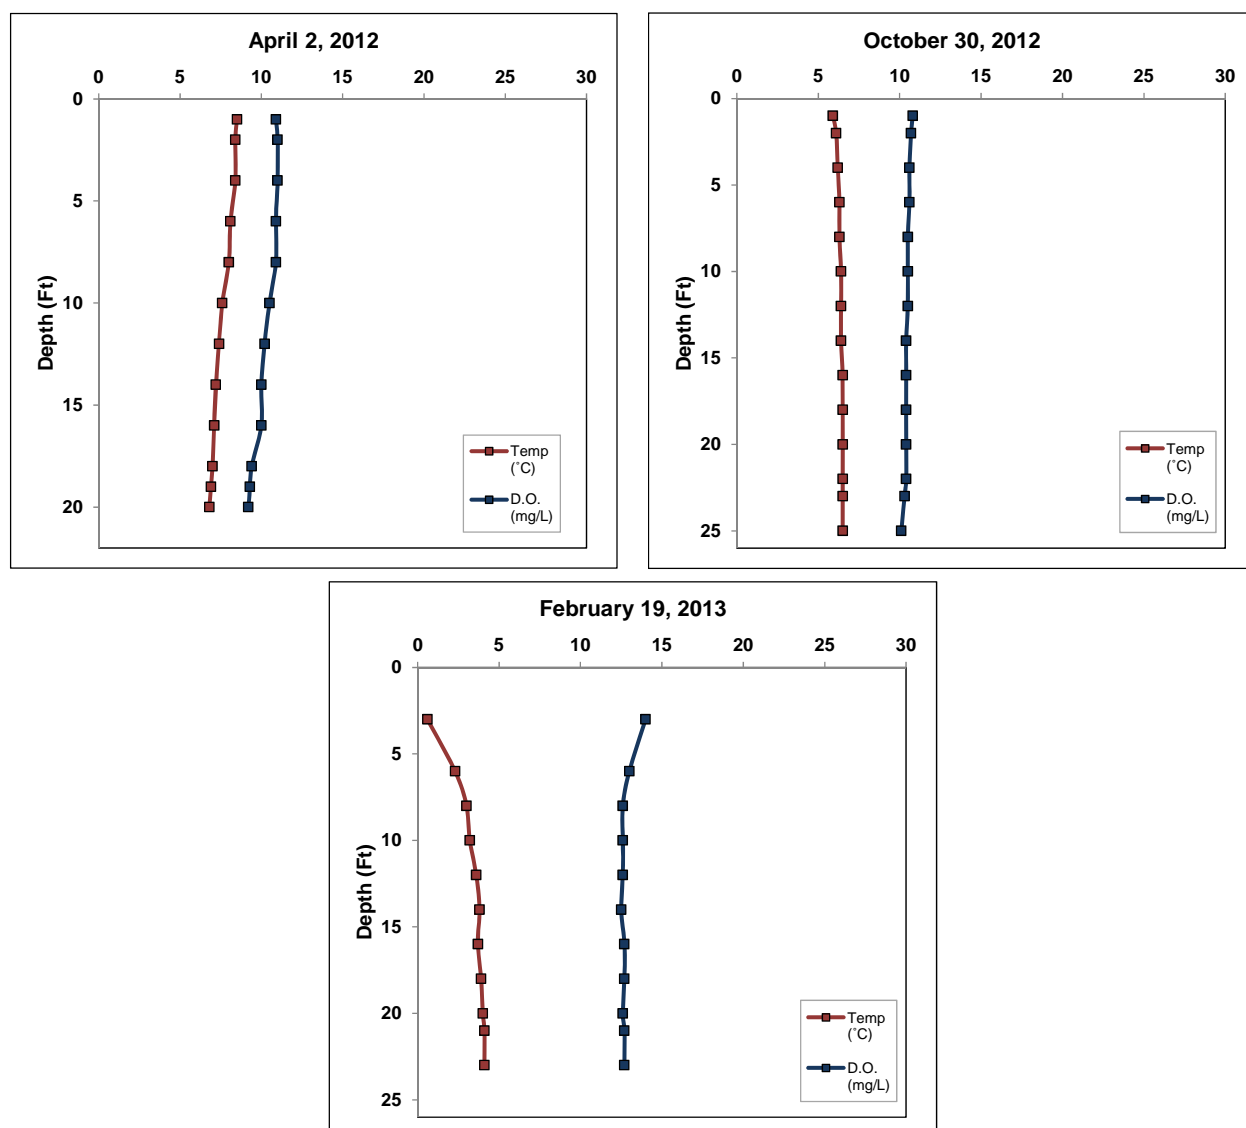 April 2, 2012
0 5 10 15 20 25 30
0
5
10
15
20
Depth (Ft)
Temp
(˚C)
D.O.
(mg/L)
October 30, 2012
0 5 10 15 20 25 30
0
5
10
15
20
25
Depth (Ft)
Temp
(˚C)
D.O.
(mg/L)
February 19, 2013
0 5 10 15 20 25 30
0
5
10
15
20
25
Depth (Ft)
Temp
(˚C)
D.O.
(mg/L)